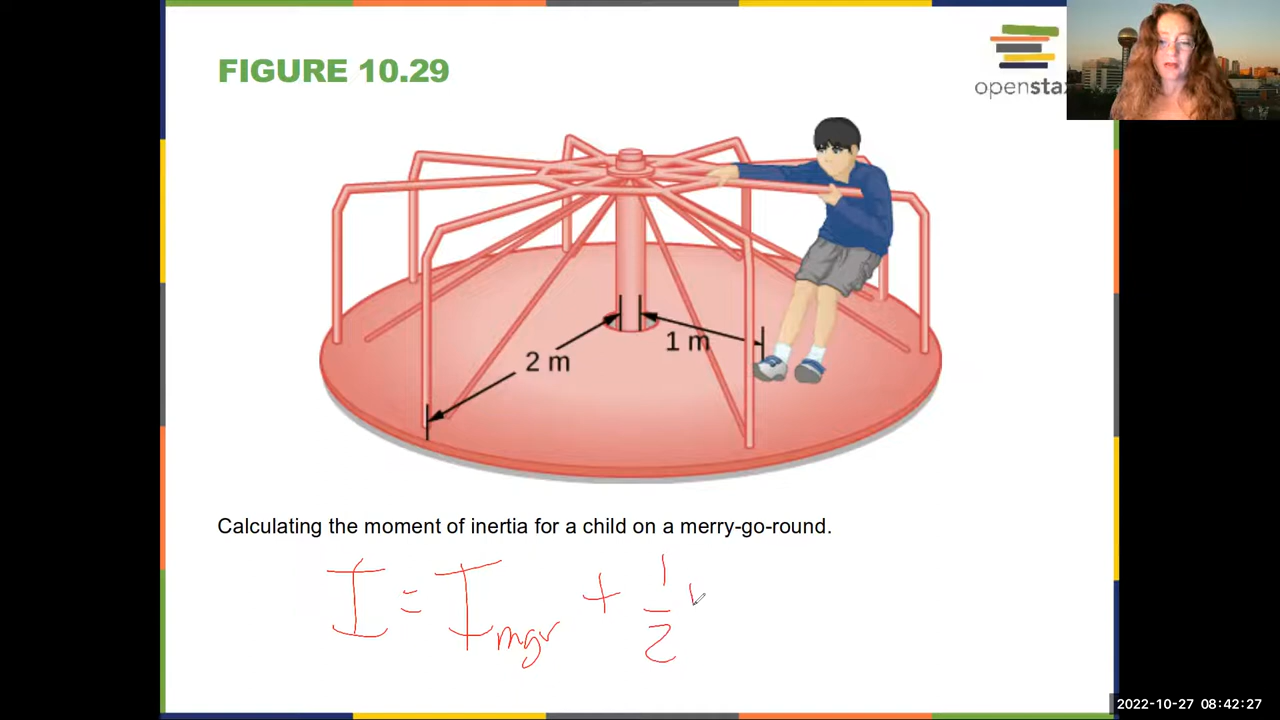 FIGURE 10.29
openstax
2 m
1 m
Calculating the moment of inertia for a child on a merry-go-round.
I = I mgr + 1/2
2022-10-27 08:42:27